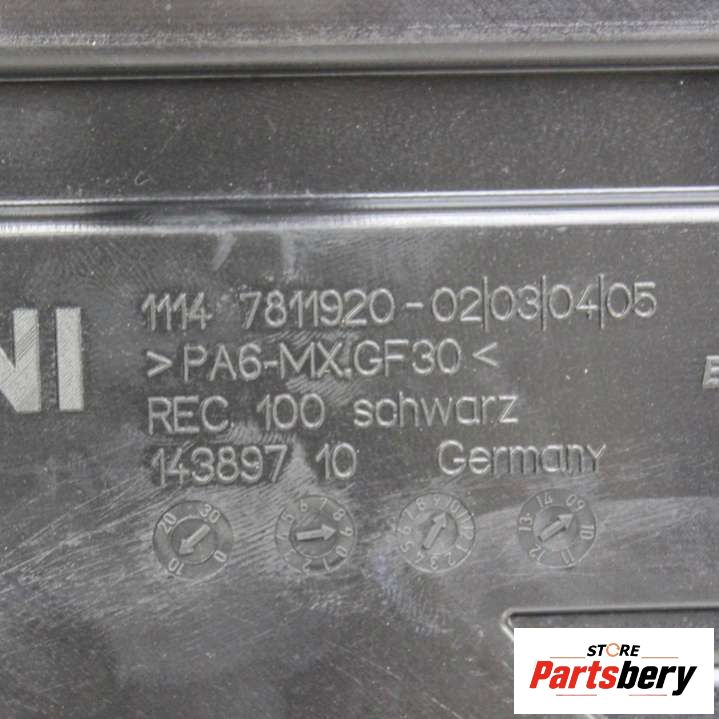 1114 7811920-02|03|04|05
NI >PA6-MX.GF30<
REC 100 schwarz
143897 10 Germany
STORE
Partsbery